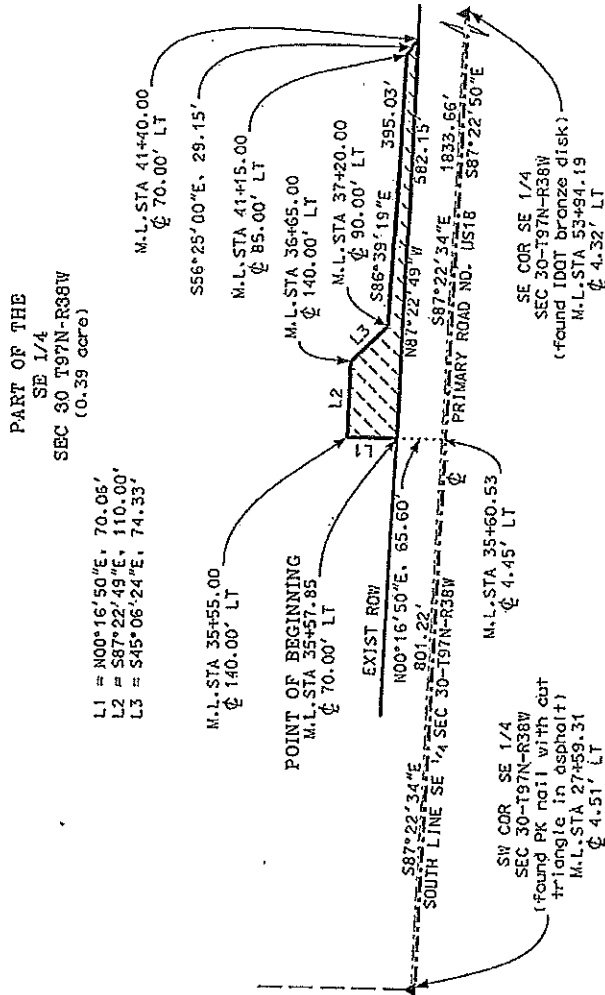 PART OF THE
SE 1/4
SEC 30 T97N-R38W
(0.39 acre)
L1 = N00°16'50"E, 70.06'
L2 = S87°22'49"E, 110.00'
L3 = S45°06'24"E, 74.33'
M.L.STA 41+40.00
₵ 70.00' LT
S56°25'00"E, 29.15'
M.L.STA 41+15.00
₵ 85.00' LT
M.L.STA 36+65.00
₵ 140.00' LT
M.L.STA 37+20.00
₵ 90.00' LT
M.L.STA 35+55.00
₵ 140.00' LT
POINT OF BEGINNING
M.L.STA 35+57.85
₵ 70.00' LT
L1
L2
L3
S86°39'19"E
395.03'
EXIST ROW
N87°22'49"W
582.15'
N00°16'50"E, 65.60'
801.22'
S87°22'34"E
S87°22'34"E
1833.66'
SOUTH LINE SE 1/4 SEC 30-T97N-R38W
₵
PRIMARY ROAD NO. US18
S87°22'50"E
M.L.STA 35+60.53
₵ 4.45' LT
SW COR SE 1/4
SEC 30-T97N-R38W
(found PK nail with cut
triangle in asphalt)
M.L.STA 27+59.31
₵ 4.51' LT
SE COR SE 1/4
SEC 30-T97N-R38W
(found IDOT bronze disk)
M.L.STA 53+94.19
₵ 4.32' LT